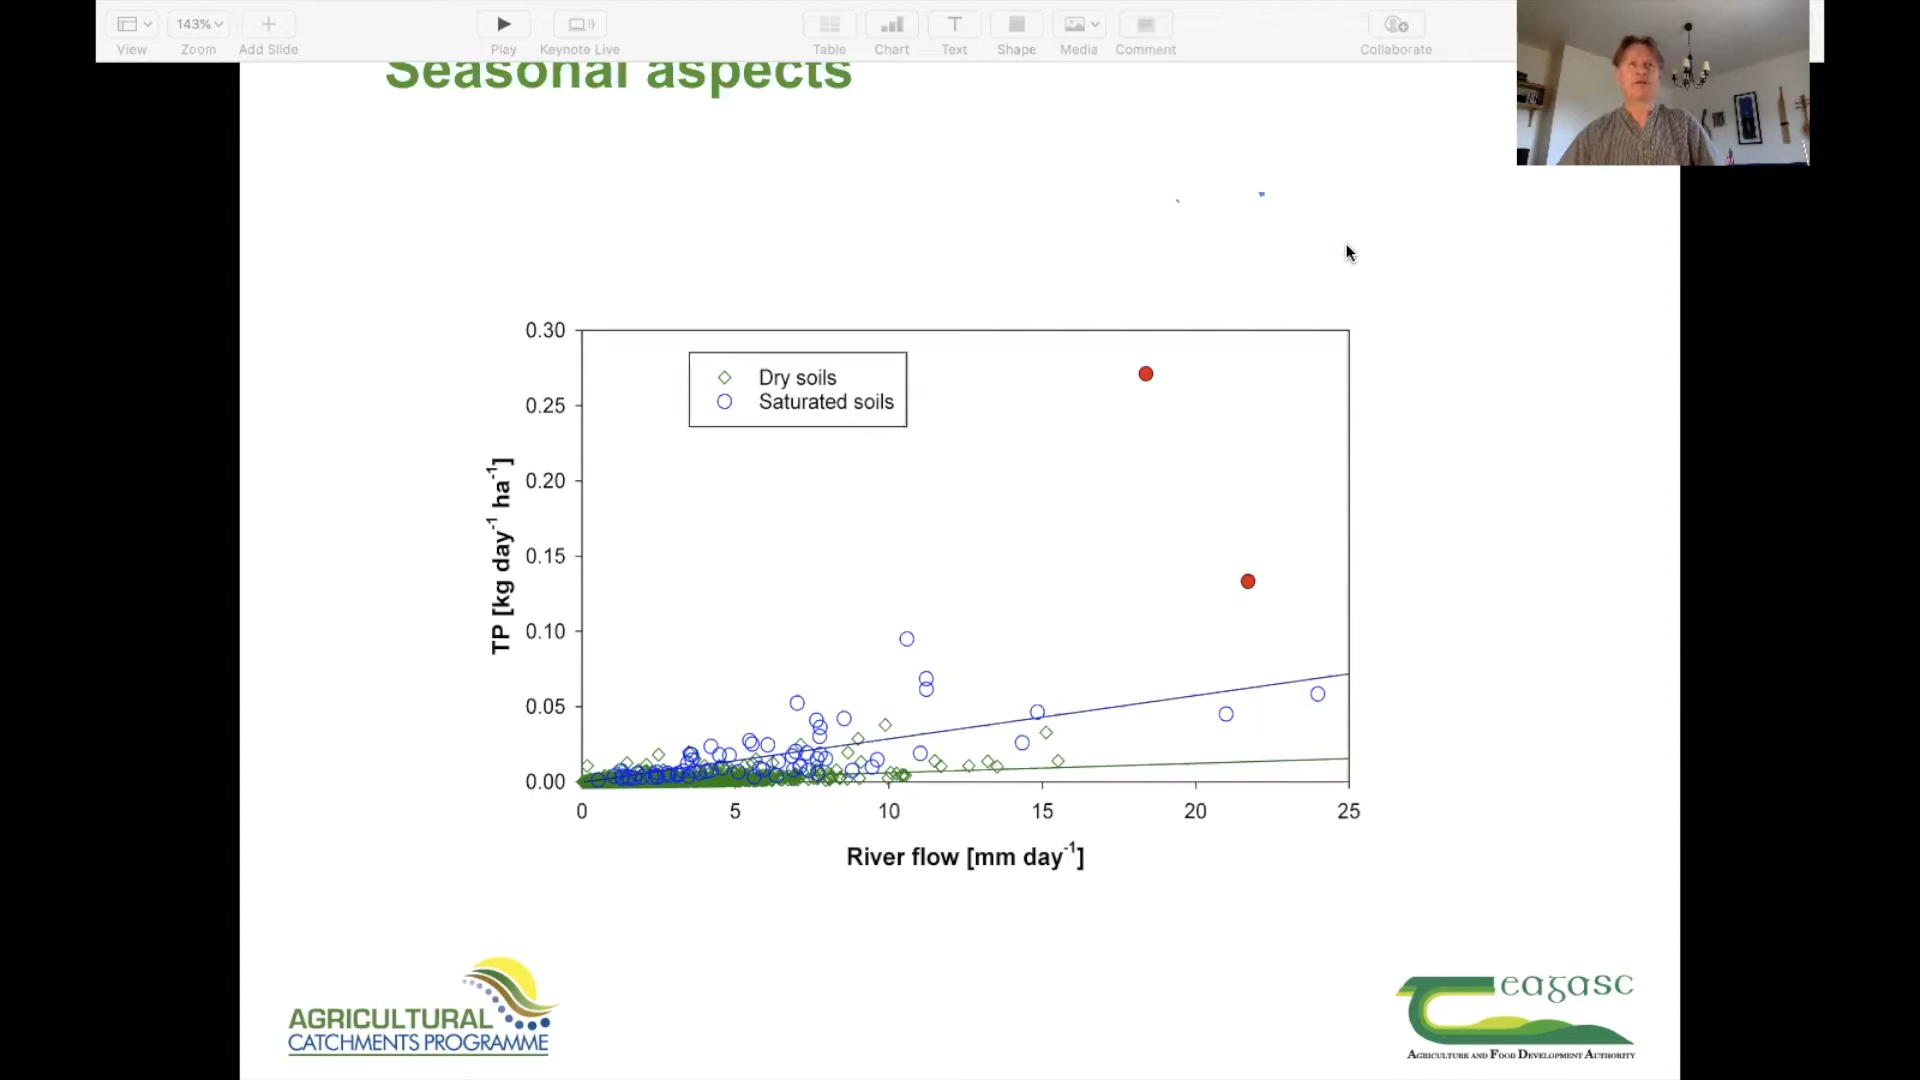 143%
View
Zoom
Add Slide
Play
Keynote Live
Table
Chart
Text
Shape
Media
Comment
Collaborate
Seasonal aspects
Dry soils
Saturated soils
0.30
0.25
0.20
0.15
0.10
0.05
0.00
TP [kg day-1 ha-1]
0 5 10 15 20 25
River flow [mm day-1]
AGRICULTURAL
CATCHMENTS PROGRAMME
eagasc
AGRICULTURE AND FOOD DEVELOPMENT AUTHORITY